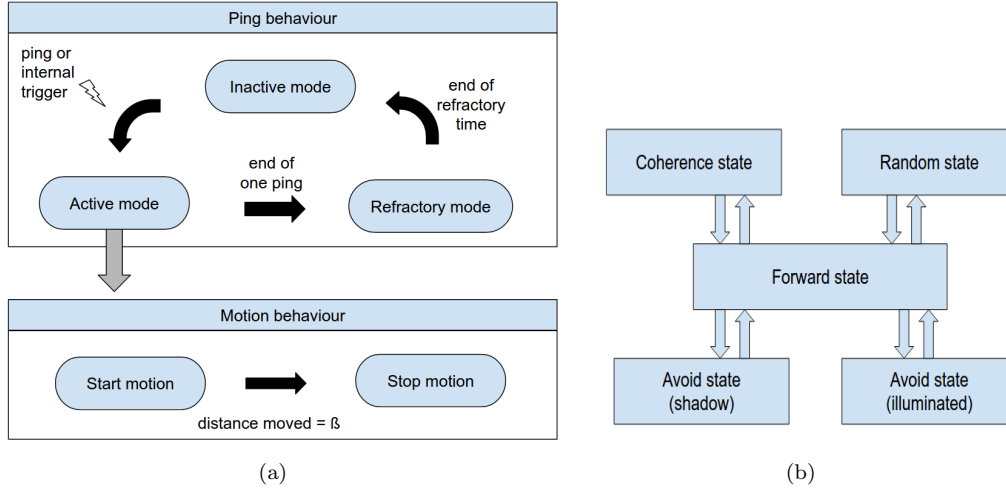 Ping behaviour
ping or
internal
trigger
Inactive mode
end of
refractory
time
end of
one ping
Active mode
Refractory mode
Motion behaviour
Start motion
Stop motion
distance moved = ß
(a)
Coherence state
Random state
Forward state
Avoid state
(shadow)
Avoid state
(illuminated)
(b)